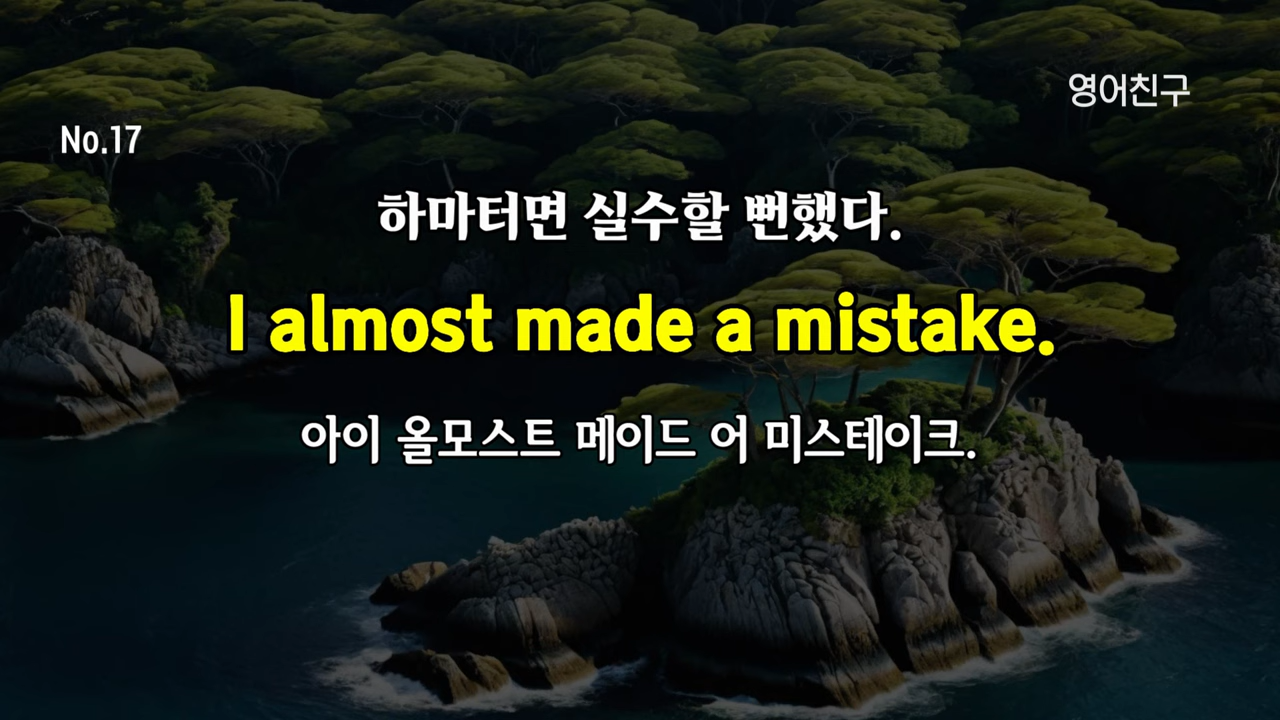 영어친구
No.17
하마터면 실수할 뻔했다.
I almost made a mistake.
아이 올모스트 메이드 어 미스테이크.